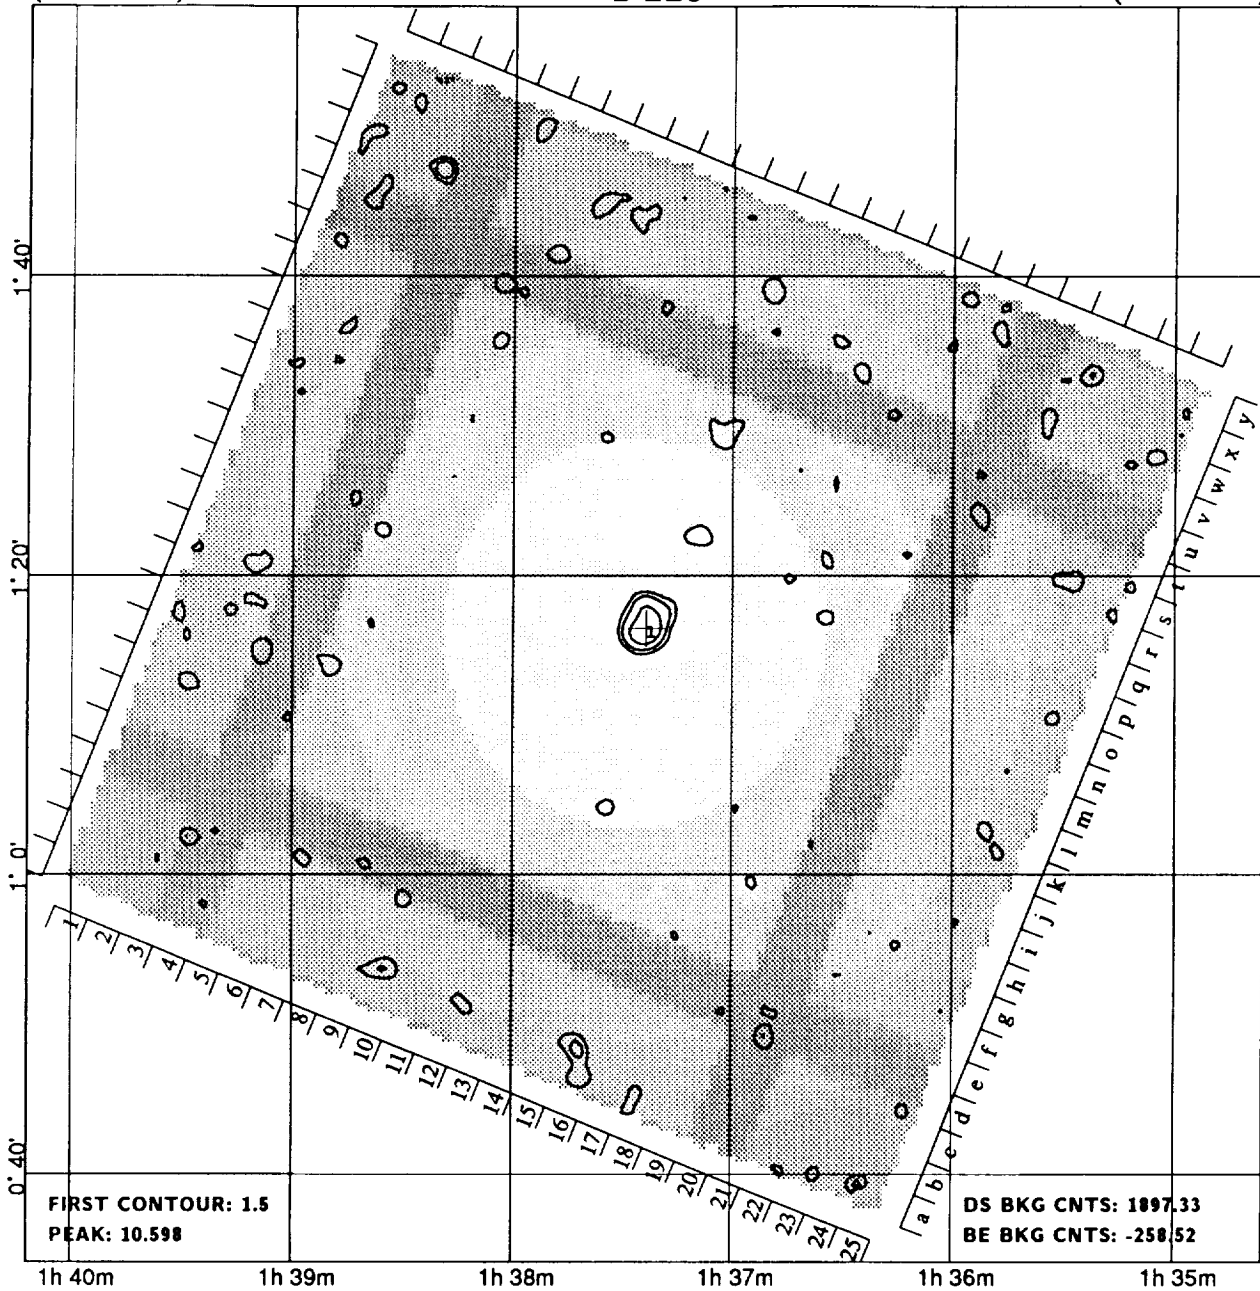 1° 40'
1° 20'
1° 0'
0° 40'
1 2 3 4 5 6 7 8 9 10 11 12 13 14 15 16 17 18 19 20 21 22 23 24 25
a b c d e f g h i j k l m n o p q r s t u v w x y
1
FIRST CONTOUR: 1.5
PEAK: 10.598
DS BKG CNTS: 1897.33
BE BKG CNTS: -258.52
1h 40m 1h 39m 1h 38m 1h 37m 1h 36m 1h 35m